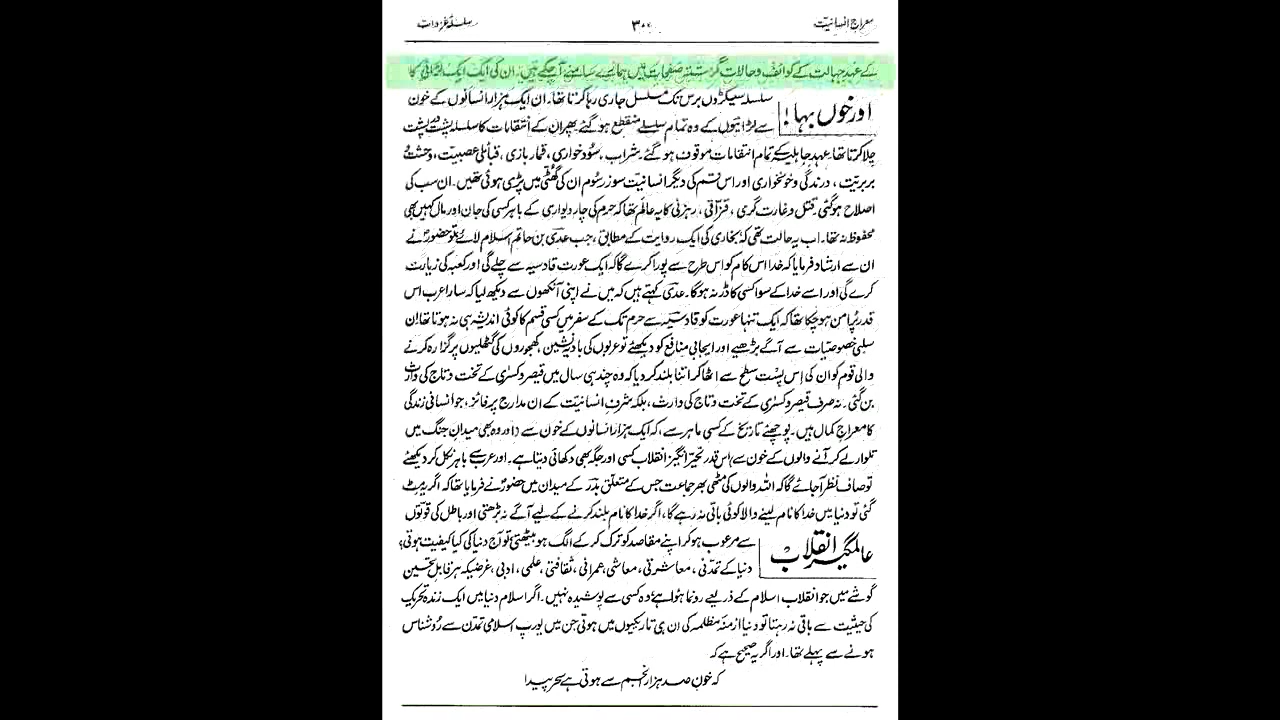 معراج انسانیت
۳۰۰
سلسلۂ غزوات
کے عہد جہالت کے کوائف و حالات گزشتہ صفحات میں ہمارے سامنے آ چکے ہیں۔ ان کی ایک ایک لڑائی کا
اور خوں بہا!
سلسلہ سیکڑوں برس تک مسلسل جاری رہا کرتا تھا۔ ان ایک ہزار انسانوں کے خون
سے لڑائیوں کے وہ تمام سلسلے منقطع ہو گئے۔ پھر ان کے انتقامات کا سلسلہ پشت در پشت
چلا کرتا تھا۔ عہد جاہلیہ کے تمام انتقامات موقوف ہو گئے۔ شراب، سود خواری، قمار بازی، قبائلی عصبیت، وحشت و
بربریت، درندگی و خونخواری اور اس قسم کی دیگر انسانیت سوز رسوم ان کی گھٹی میں پڑی ہوئی تھیں۔ ان سب کی
اصلاح ہو گئی۔ قتل و غارت گری، قزاقی، رہزنی کا یہ عالم تھا کہ حرم کی چار دیواری کے باہر کسی کی جان اور مال کہیں بھی
محفوظ نہ تھا۔ اب یہ حالت تھی کہ بخاری کی ایک روایت کے مطابق، جب عدی بن حاتم اسلام لائے تو حضورؐ نے
ان سے ارشاد فرمایا کہ خدا اس کام کو اس طرح سے پورا کرے گا کہ ایک عورت قادسیہ سے چلے گی اور کعبہ کی زیارت
کرے گی اور اسے خدا کے سوا کسی کا ڈر نہ ہوگا۔ عدی کہتے ہیں کہ میں نے اپنی آنکھوں سے دیکھ لیا کہ سارا عرب اس
قدر پرامن ہو چکا تھا کہ ایک تنہا عورت کو قادسیہ سے حرم تک کے سفر میں کسی قسم کا کوئی اندیشہ ہی نہ ہوتا تھا! ان
سلبی خصوصیات سے آگے بڑھیے اور ایجابی منافع کو دیکھئے تو عربوں کی بادیہ نشین، کھجوروں کی گٹھلیوں پر گزارہ کرنے
والی قوم کو ان کی اس پست سطح سے اٹھا کر اتنا بلند کر دیا کہ وہ چند ہی سال میں قیصر و کسریٰ کے تخت و تاج کی وارث
بن گئی۔ نہ صرف قیصر و کسریٰ کے تخت و تاج کی وارث، بلکہ شرف انسانیت کے ان مدارج پر فائز، جو انسانی زندگی
کا معراج کمال ہیں۔ پوچھئے تاریخ کے کسی ماہر سے، کہ ایک ہزار انسانوں کے خون سے (اور وہ بھی میدان جنگ میں
تلوار لے کر آنے والوں کے خون سے) اس قدر تحیر انگیز انقلاب کسی اور جگہ بھی دکھائی دیتا ہے۔ اور عرب سے باہر نکل کر دیکھئے
تو صاف نظر آ جائے گا کہ اللہ والوں کی مٹھی بھر جماعت جس کے متعلق بدر کے میدان میں حضورؐ نے فرمایا تھا کہ اگر یہ مٹ
گئی تو دنیا میں خدا کا نام لینے والا کوئی باقی نہ رہے گا، اگر خدا کا نام بلند کرنے کے لیے آگے نہ بڑھتی اور باطل کی قوتوں
عالمگیر انقلاب
سے مرعوب ہو کر اپنے مقاصد کو ترک کر کے الگ ہو بیٹھتی تو آج دنیا کی کیا کیفیت ہوتی؟
دنیا کے تمدنی، معاشرتی، معاشی، عمرانی، ثقافتی، علمی، ادبی، غرضیکہ ہر قابل تحسین
گوشے میں جو انقلاب اسلام کے ذریعے رونما ہوا ہے وہ کسی سے پوشیدہ نہیں۔ اگر اسلام دنیا میں ایک زندہ تحریک
کی حیثیت سے باقی نہ رہتا تو دنیا ازمنہ مظلمہ کی ان ہی تاریکیوں میں ہوتی جن میں یورپ اسلامی تمدن سے روشناس
ہونے سے پہلے تھا۔ اور اگر یہ صحیح ہے کہ
کہ خون صد ہزار انجم سے ہوتی ہے سحر پیدا